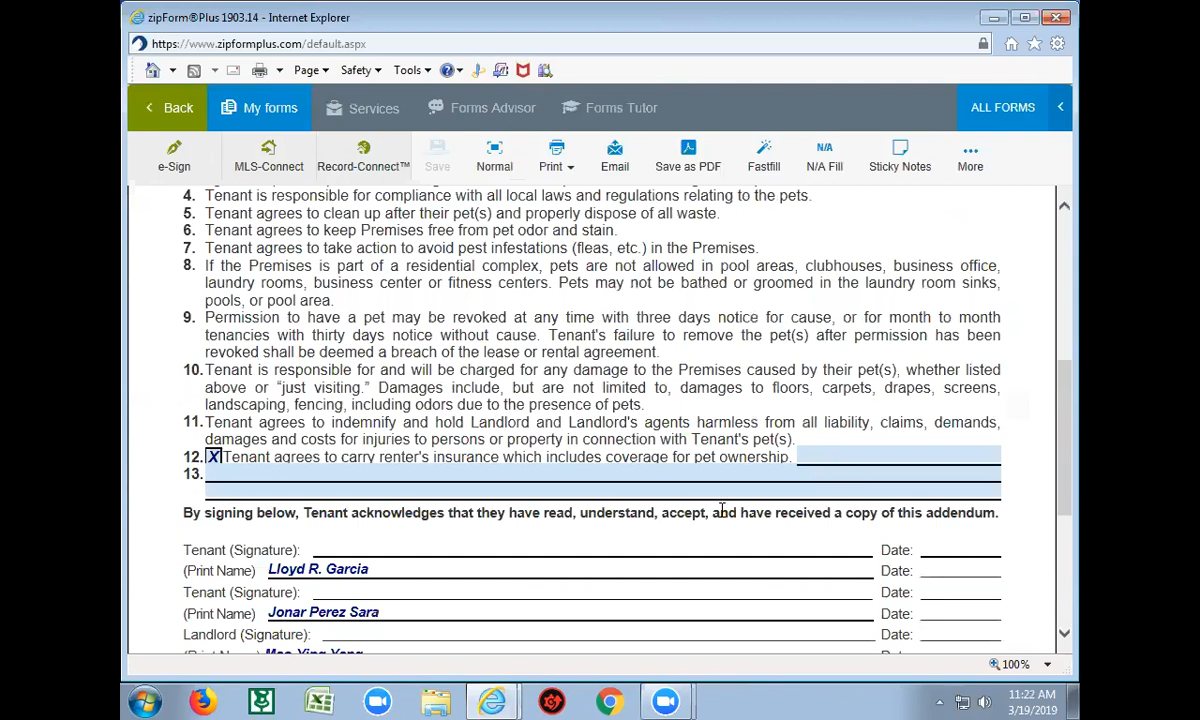 zipForm®Plus 1903.14 - Internet Explorer
https://www.zipformplus.com/default.aspx
Page Safety Tools
Back My forms Services Forms Advisor Forms Tutor ALL FORMS
N/A
e-Sign MLS-Connect Record-Connect™ Save Normal Print Email Save as PDF Fastfill N/A Fill Sticky Notes More
4. Tenant is responsible for compliance with all local laws and regulations relating to the pets.
5. Tenant agrees to clean up after their pet(s) and properly dispose of all waste.
6. Tenant agrees to keep Premises free from pet odor and stain.
7. Tenant agrees to take action to avoid pest infestations (fleas, etc.) in the Premises.
8. If the Premises is part of a residential complex, pets are not allowed in pool areas, clubhouses, business office,
laundry rooms, business center or fitness centers. Pets may not be bathed or groomed in the laundry room sinks,
pools, or pool area.
9. Permission to have a pet may be revoked at any time with three days notice for cause, or for month to month
tenancies with thirty days notice without cause. Tenant's failure to remove the pet(s) after permission has been
revoked shall be deemed a breach of the lease or rental agreement.
10. Tenant is responsible for and will be charged for any damage to the Premises caused by their pet(s), whether listed
above or “just visiting.” Damages include, but are not limited to, damages to floors, carpets, drapes, screens,
landscaping, fencing, including odors due to the presence of pets.
11. Tenant agrees to indemnify and hold Landlord and Landlord's agents harmless from all liability, claims, demands,
damages and costs for injuries to persons or property in connection with Tenant's pet(s).
12. X Tenant agrees to carry renter's insurance which includes coverage for pet ownership.
13.
By signing below, Tenant acknowledges that they have read, understand, accept, and have received a copy of this addendum.
Tenant (Signature): Date:
(Print Name) Lloyd R. Garcia Date:
Tenant (Signature): Date:
(Print Name) Jonar Perez Sara Date:
Landlord (Signature): Date:
100%
11:22 AM
3/19/2019